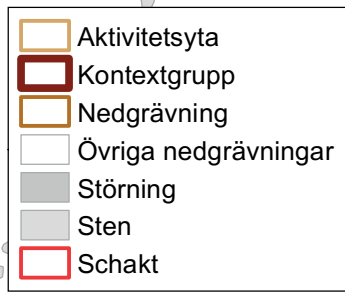 Aktivitetsyta
Kontextgrupp
Nedgrävning
Övriga nedgrävningar
Störning
Sten
Schakt